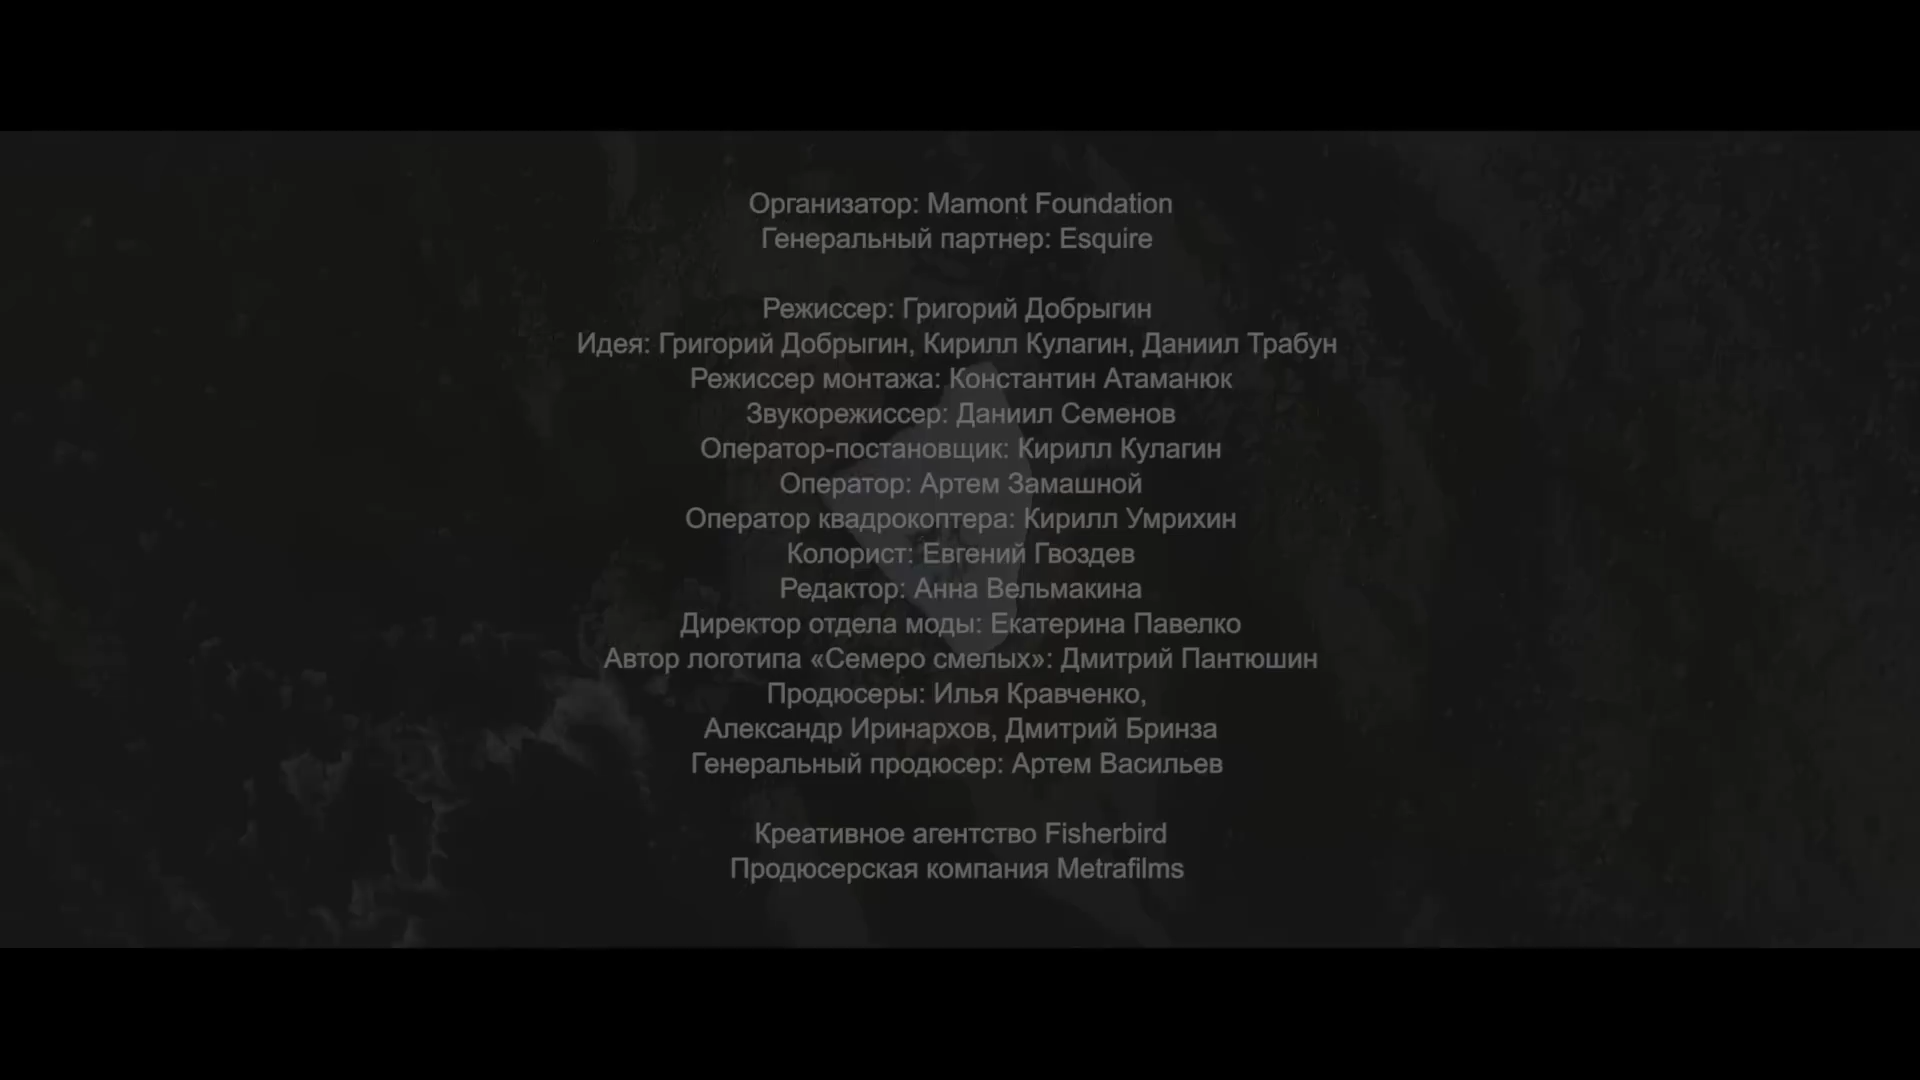 Организатор: Mamont Foundation
Генеральный партнер: Esquire
Режиссер: Григорий Добрыгин
Идея: Григорий Добрыгин, Кирилл Кулагин, Даниил Трабун
Режиссер монтажа: Константин Атаманюк
Звукорежиссер: Даниил Семенов
Оператор-постановщик: Кирилл Кулагин
Оператор: Артем Замашной
Оператор квадрокоптера: Кирилл Умрихин
Колорист: Евгений Гвоздев
Редактор: Анна Вельмакина
Директор отдела моды: Екатерина Павелко
Автор логотипа «Семеро смелых»: Дмитрий Пантюшин
Продюсеры: Илья Кравченко,
Александр Иринархов, Дмитрий Бринза
Генеральный продюсер: Артем Васильев
Креативное агентство Fisherbird
Продюсерская компания Metrafilms